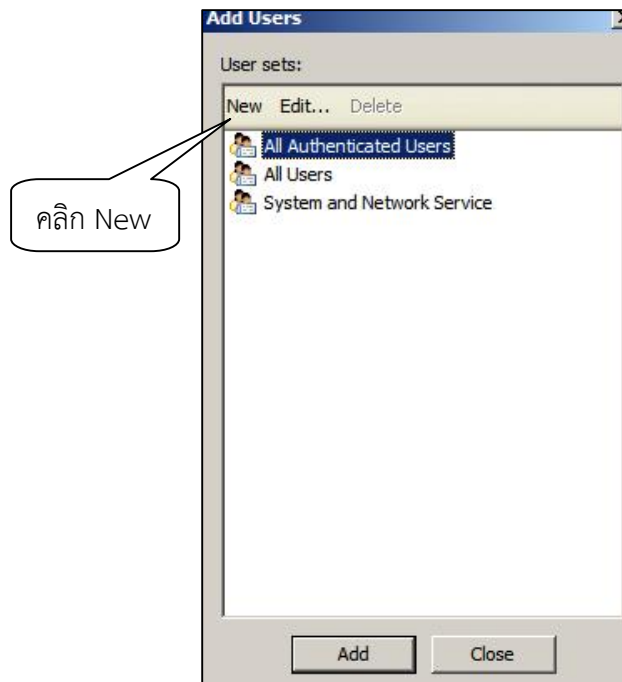 Add Users
User sets:
New Edit... Delete
All Authenticated Users
All Users
System and Network Service
คลิก New
Add Close